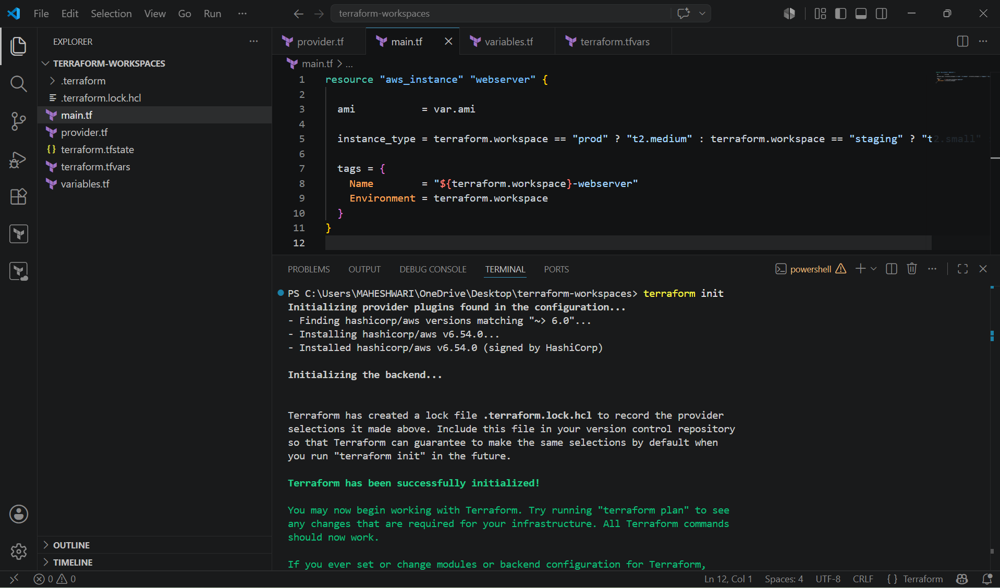 File Edit Selection View Go Run ...
terraform-workspaces
EXPLORER
TERRAFORM-WORKSPACES
.terraform
.terraform.lock.hcl
main.tf
provider.tf
{} terraform.tfstate
terraform.tfvars
variables.tf
OUTLINE
TIMELINE
provider.tf main.tf variables.tf terraform.tfvars
main.tf > ...
1 resource "aws_instance" "webserver" {
2
3 ami = var.ami
4
5 instance_type = terraform.workspace == "prod" ? "t2.medium" : terraform.workspace == "staging" ? "t2.small"
6
7 tags = {
8 Name = "${terraform.workspace}-webserver"
9 Environment = terraform.workspace
10 }
11 }
12
PROBLEMS OUTPUT DEBUG CONSOLE TERMINAL PORTS
powershell
PS C:\Users\MAHESHWARI\OneDrive\Desktop\terraform-workspaces> terraform init
Initializing provider plugins found in the configuration...
- Finding hashicorp/aws versions matching "~> 6.0"...
- Installing hashicorp/aws v6.54.0...
- Installed hashicorp/aws v6.54.0 (signed by HashiCorp)
Initializing the backend...
Terraform has created a lock file .terraform.lock.hcl to record the provider
selections it made above. Include this file in your version control repository
so that Terraform can guarantee to make the same selections by default when
you run "terraform init" in the future.
Terraform has been successfully initialized!
You may now begin working with Terraform. Try running "terraform plan" to see
any changes that are required for your infrastructure. All Terraform commands
should now work.
If you ever set or change modules or backend configuration for Terraform,
0 0
Ln 12, Col 1 Spaces: 4 UTF-8 CRLF {} Terraform